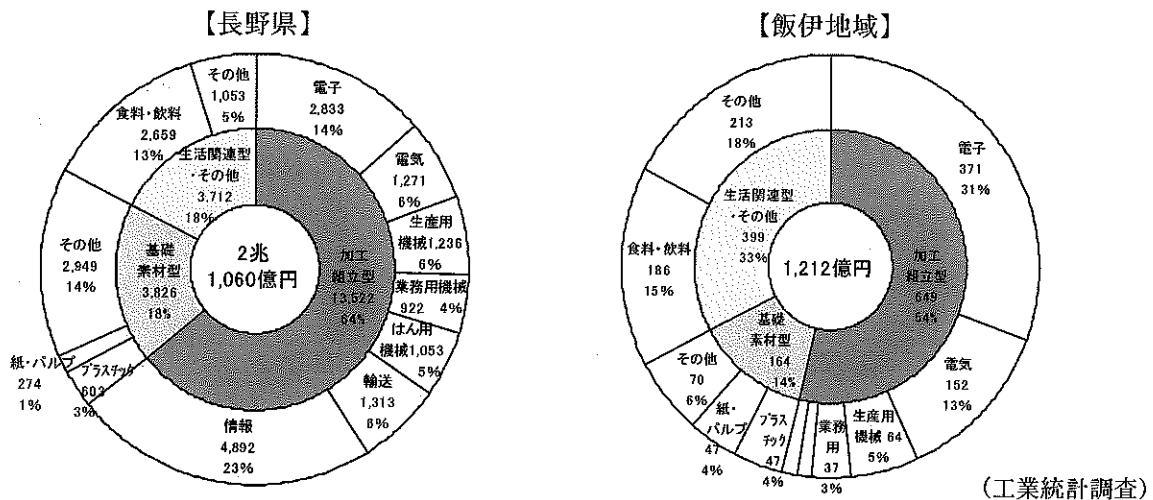 【長野県】
その他
1,053
5%
電子
2,833
14%
電気
1,271
6%
生産用
機械1,236
6%
業務用機械
922 4%
はん用
機械1,053
5%
輸送
1,313
6%
情報
4,892
23%
プラスチック
603
3%
紙・パルプ
274
1%
その他
2,949
14%
食料・飲料
2,659
13%
生活関連型
・その他
3,712
18%
基礎
素材型
3,826
18%
加工
組立型
13,522
64%
2兆
1,060億円
【飯伊地域】
その他
213
18%
電子
371
31%
電気
152
13%
生産用
機械 64
5%
業務
用
37
3%
プラス
チック
47
4%
紙・
パルプ
47
4%
その他
70
6%
食料・飲料
186
15%
生活関連型
・その他
399
33%
基礎
素材型
164
14%
加工
組立型
649
54%
1,212億円
(工業統計調査)